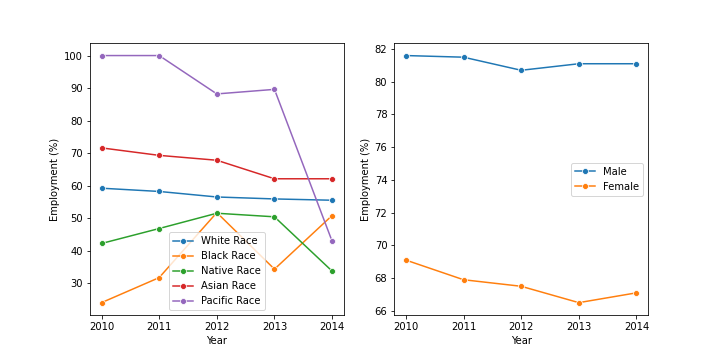 Employment (%)
100
90
80
70
60
50
40
30
2010
2011
2012
2013
2014
Year
White Race
Black Race
Native Race
Asian Race
Pacific Race
Employment (%)
82
80
78
76
74
72
70
68
66
2010
2011
2012
2013
2014
Year
Male
Female